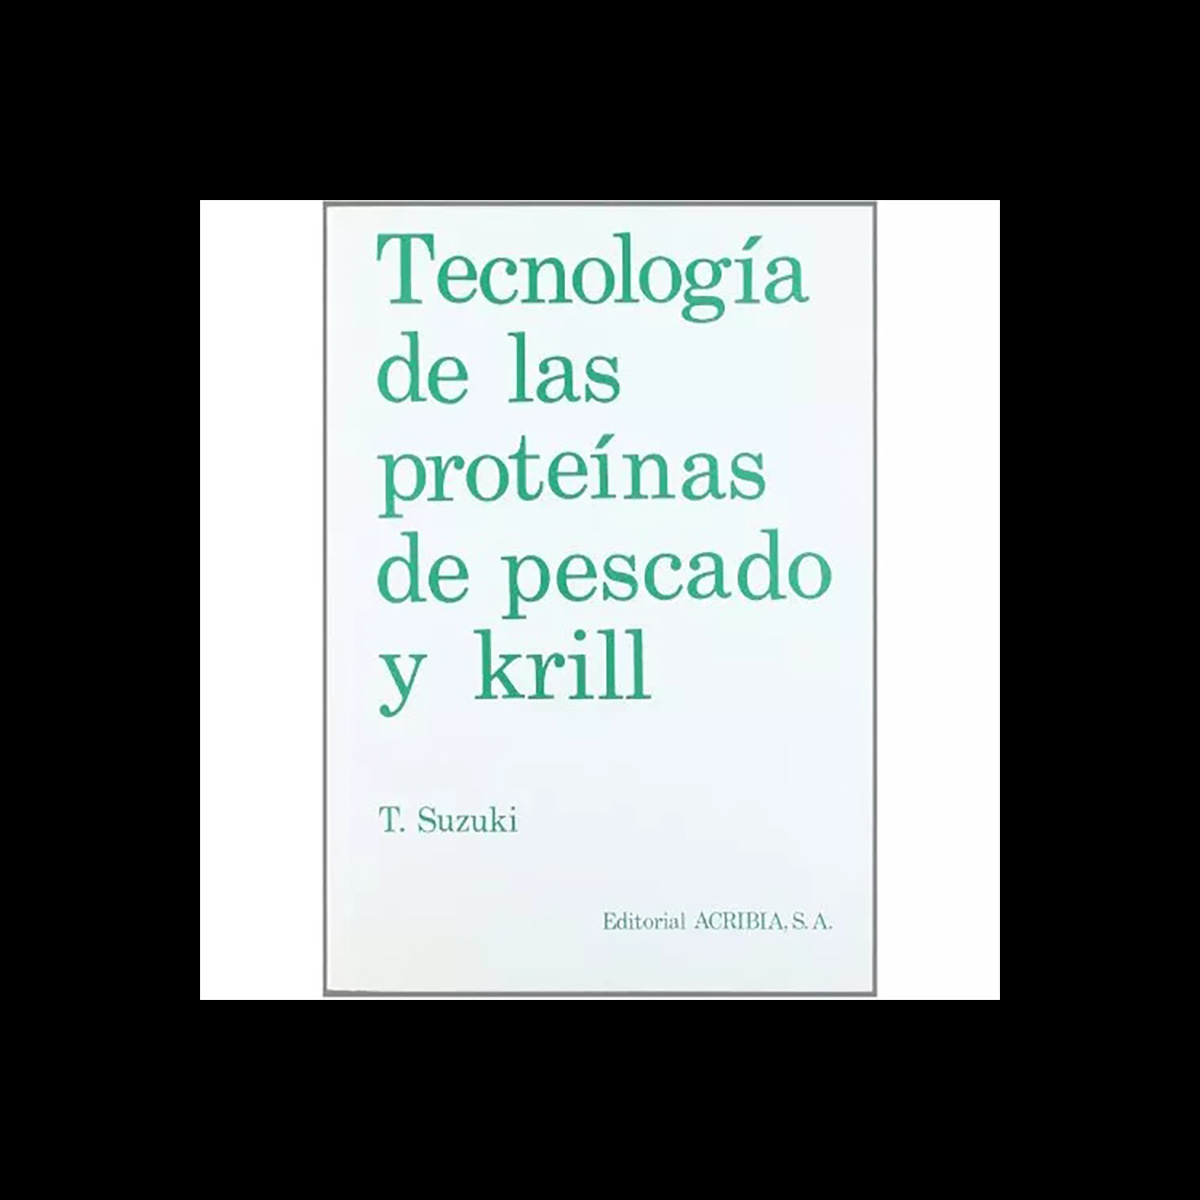 Tecnología
de las
proteínas
de pescado
y krill
T. Suzuki
Editorial ACRIBIA, S. A.